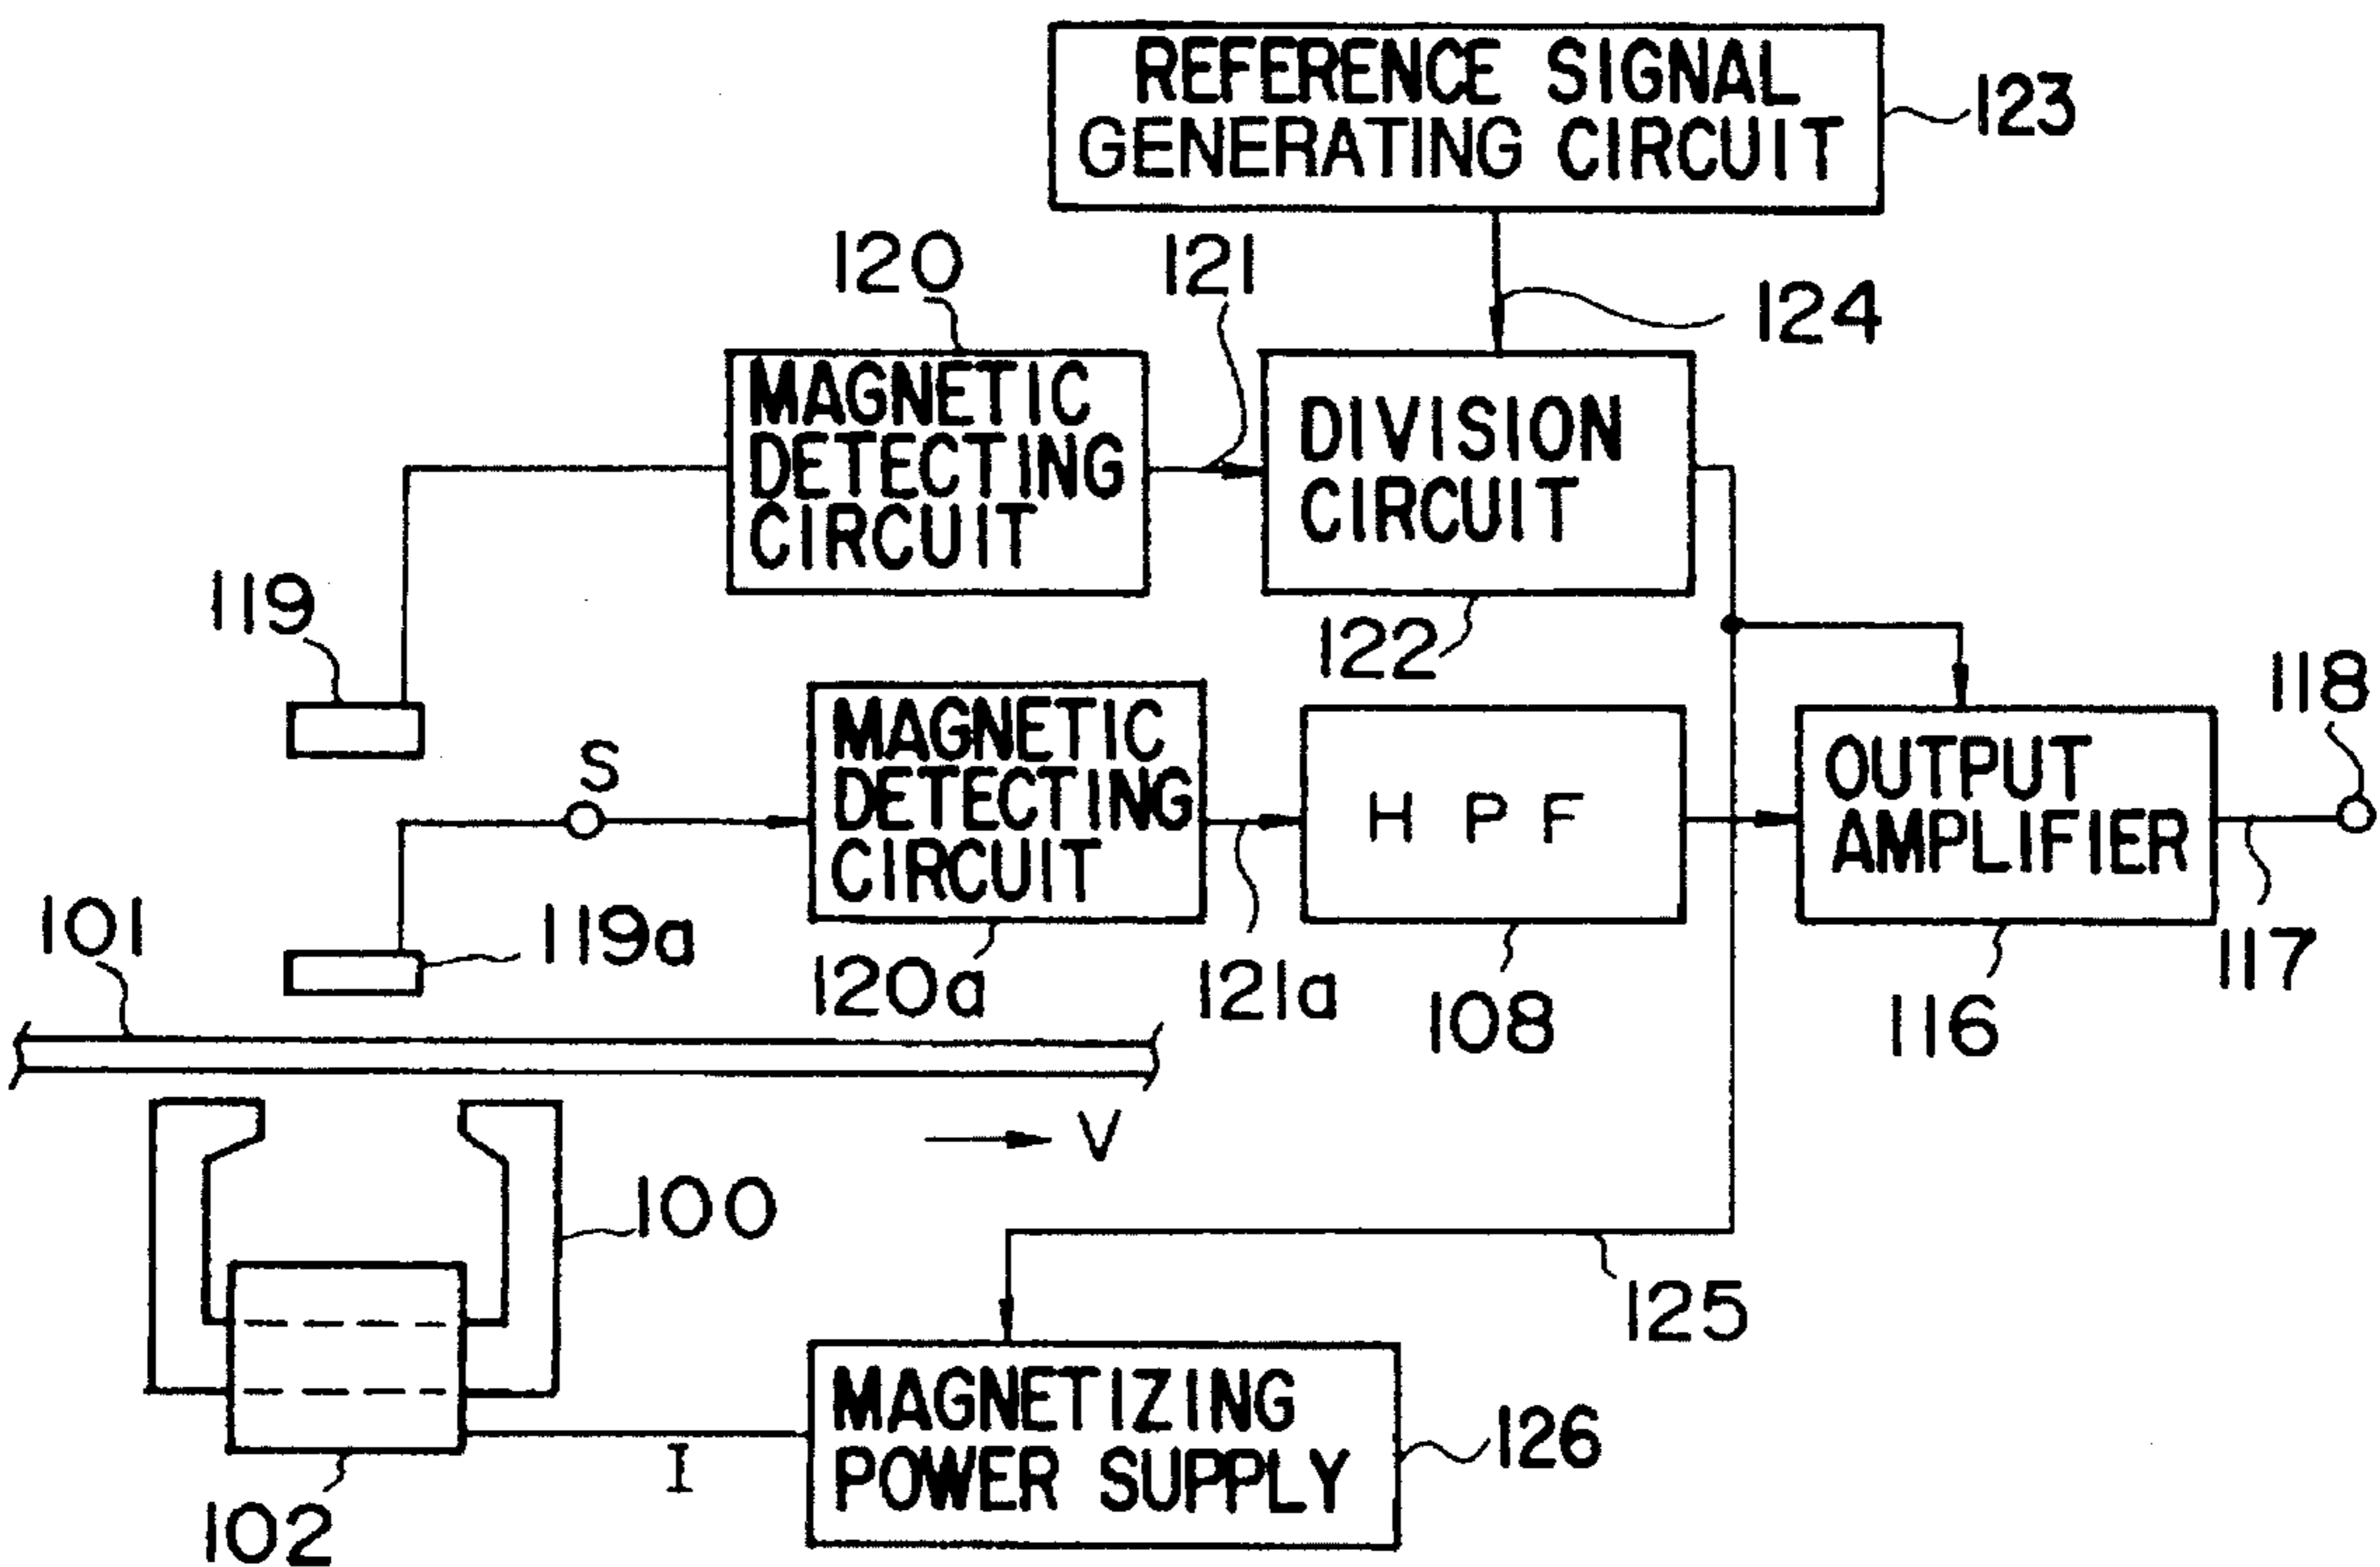 REFERENCE SIGNAL
GENERATING CIRCUIT
123
120
121
124
MAGNETIC
DETECTING
CIRCUIT
DIVISION
CIRCUIT
119
122
118
S
MAGNETIC
DETECTING
CIRCUIT
H P F
OUTPUT
AMPLIFIER
101
119a
120a
121a
108
116
117
V
100
125
MAGNETIZING
POWER SUPPLY
126
I
102